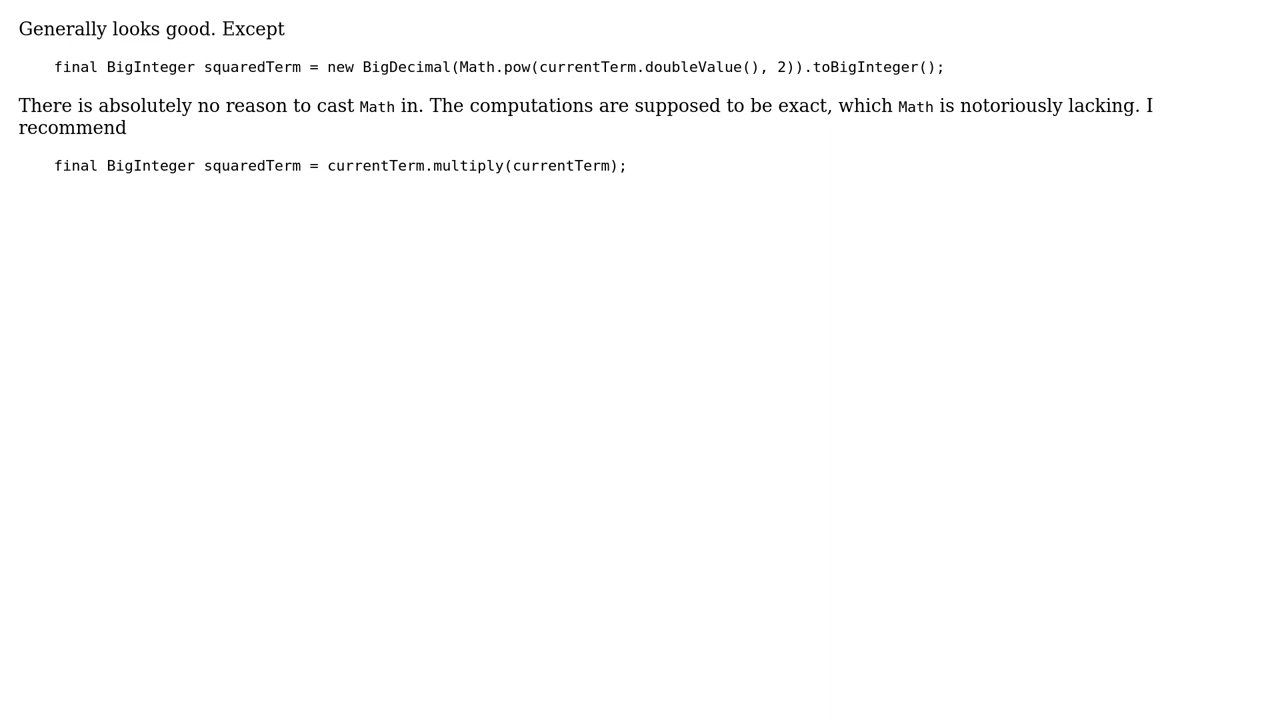 Generally looks good. Except
final BigInteger squaredTerm = new BigDecimal(Math.pow(currentTerm.doubleValue(), 2)).toBigInteger();
There is absolutely no reason to cast Math in. The computations are supposed to be exact, which Math is notoriously lacking. I
recommend
final BigInteger squaredTerm = currentTerm.multiply(currentTerm);